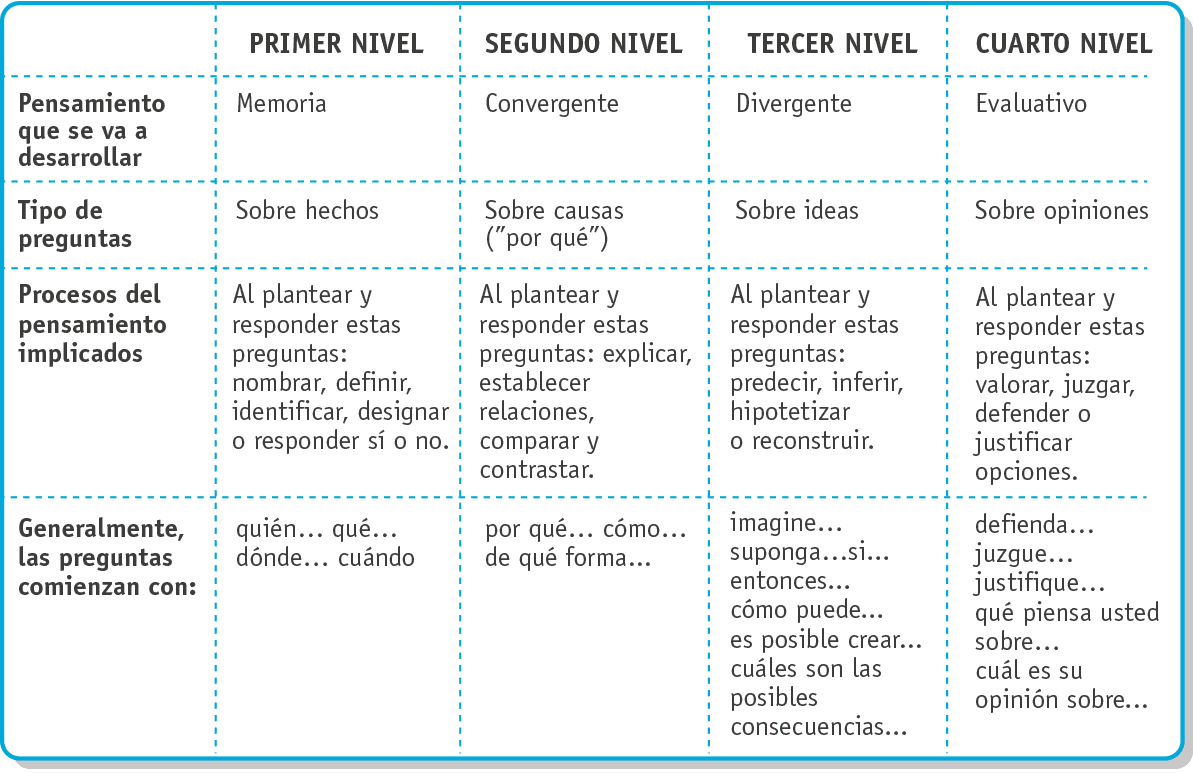 PRIMER NIVEL
SEGUNDO NIVEL
TERCER NIVEL
CUARTO NIVEL
Pensamiento
que se va a
desarrollar
Memoria
Convergente
Divergente
Evaluativo
Tipo de
preguntas
Sobre hechos
Sobre causas
(”por qué”)
Sobre ideas
Sobre opiniones
Procesos del
pensamiento
implicados
Al plantear y
responder estas
preguntas:
nombrar, definir,
identificar, designar
o responder sí o no.
Al plantear y
responder estas
preguntas: explicar,
establecer
relaciones,
comparar y
contrastar.
Al plantear y
responder estas
preguntas:
predecir, inferir,
hipotetizar
o reconstruir.
Al plantear y
responder estas
preguntas:
valorar, juzgar,
defender o
justificar
opciones.
Generalmente,
las preguntas
comienzan con:
quién... qué...
dónde... cuándo
por qué... cómo...
de qué forma...
imagine...
suponga...si...
entonces...
cómo puede...
es posible crear...
cuáles son las
posibles
consecuencias...
defienda...
juzgue...
justifique...
qué piensa usted
sobre...
cuál es su
opinión sobre...